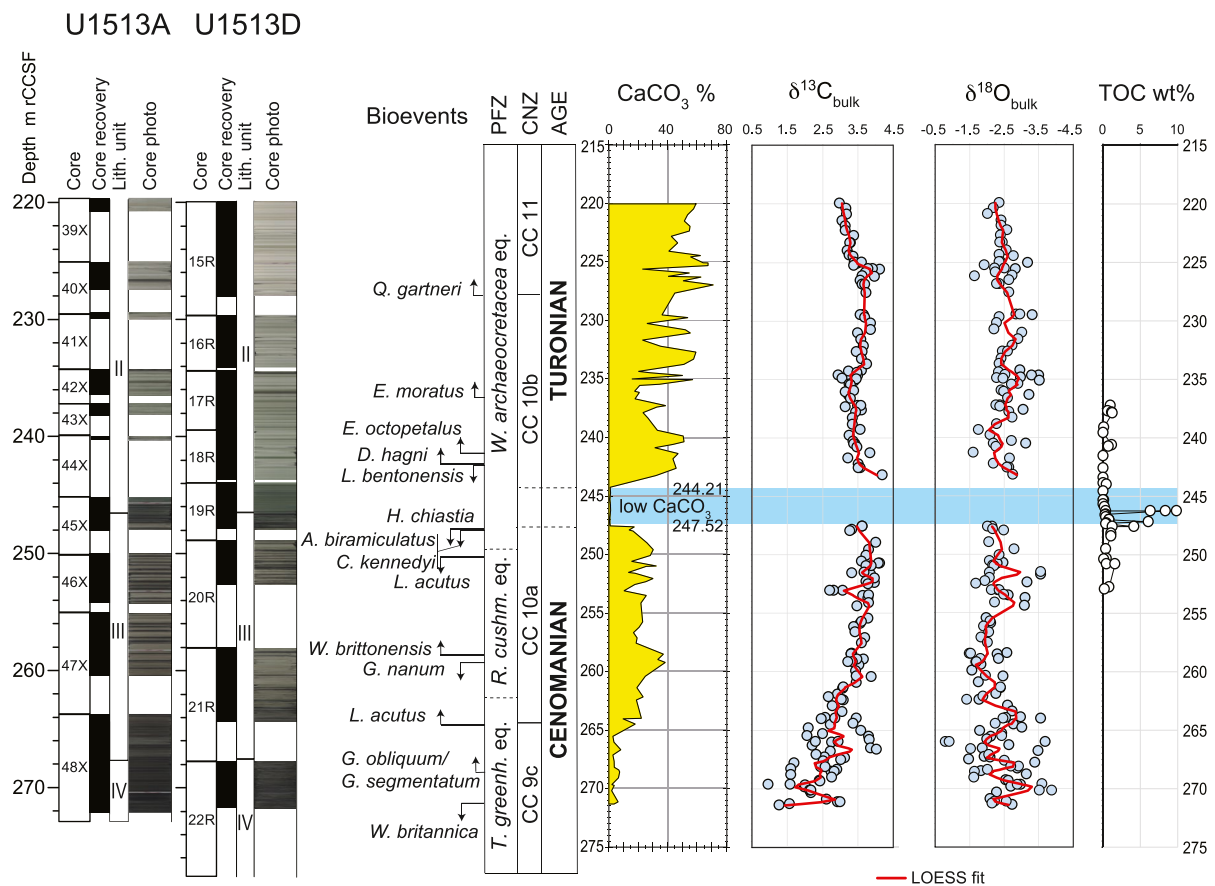 U1513A U1513D
Depth m rCCSF
Core
Core recovery
Lith. unit
Core photo
Core
Core recovery
Lith. unit
Core photo
Bioevents
PFZ
CNZ
AGE
CaCO3 %
δ13Cbulk
δ18Obulk
TOC wt%
0 20 40 60 80
0.5 1.5 2.5 3.5 4.5
-0.5 -1.5 -2.5 -3.5 -4.5
0 5 10
220
230
240
250
260
270
39X
40X
41X
42X
43X
44X
45X
46X
47X
48X
II
III
IV
15R
16R
17R
18R
19R
20R
21R
22R
II
III
IV
Q. gartneri
E. moratus
E. octopetalus
D. hagni
L. bentonensis
H. chiastia
A. biramiculatus
C. kennedyi
L. acutus
W. brittonensis
G. nanum
L. acutus
G. obliquum/
G. segmentatum
W. britannica
W. archaeocretacea eq.
R. cushm. eq.
T. greenh. eq.
CC 11
CC 10b
CC 10a
CC 9c
TURONIAN
CENOMANIAN
215
220
225
230
235
240
245
250
255
260
265
270
275
244.21
low CaCO3
247.52
215
220
225
230
235
240
245
250
255
260
265
270
275
LOESS fit